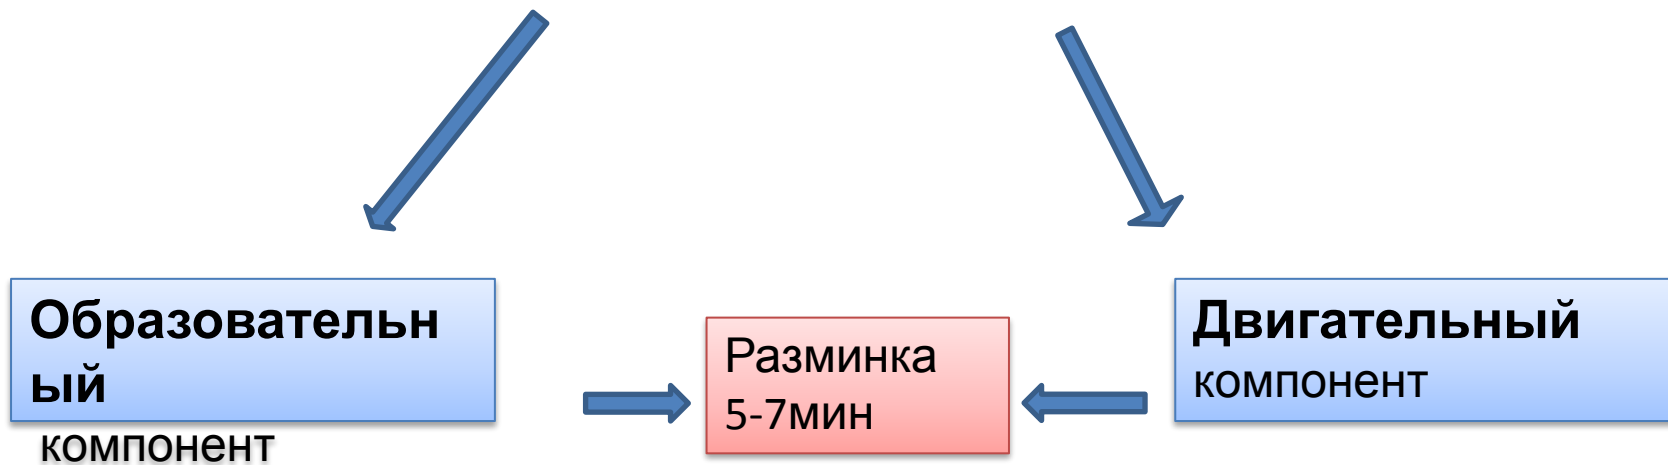 Образовательн
ый
компонент
Разминка
5-7мин
Двигательный
компонент